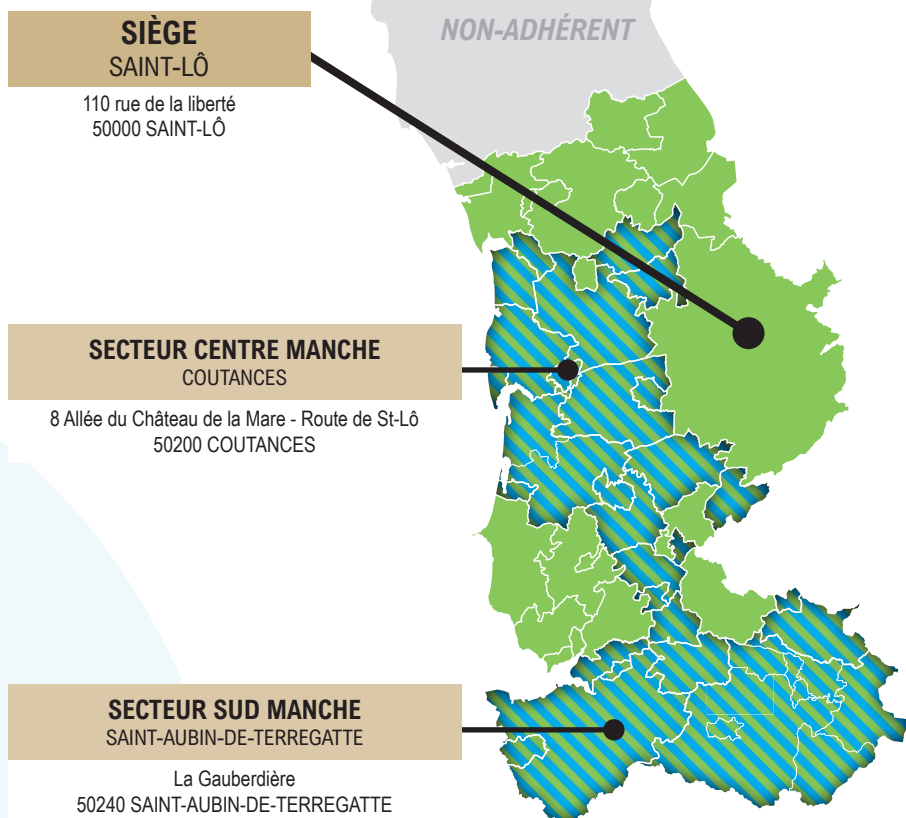 NON-ADHÉRENT
SIÈGE
SAINT-LÔ
110 rue de la liberté
50000 SAINT-LÔ
SECTEUR CENTRE MANCHE
COUTANCES
8 Allée du Château de la Mare - Route de St-Lô
50200 COUTANCES
SECTEUR SUD MANCHE
SAINT-AUBIN-DE-TERREGATTE
La Gauberdière
50240 SAINT-AUBIN-DE-TERREGATTE